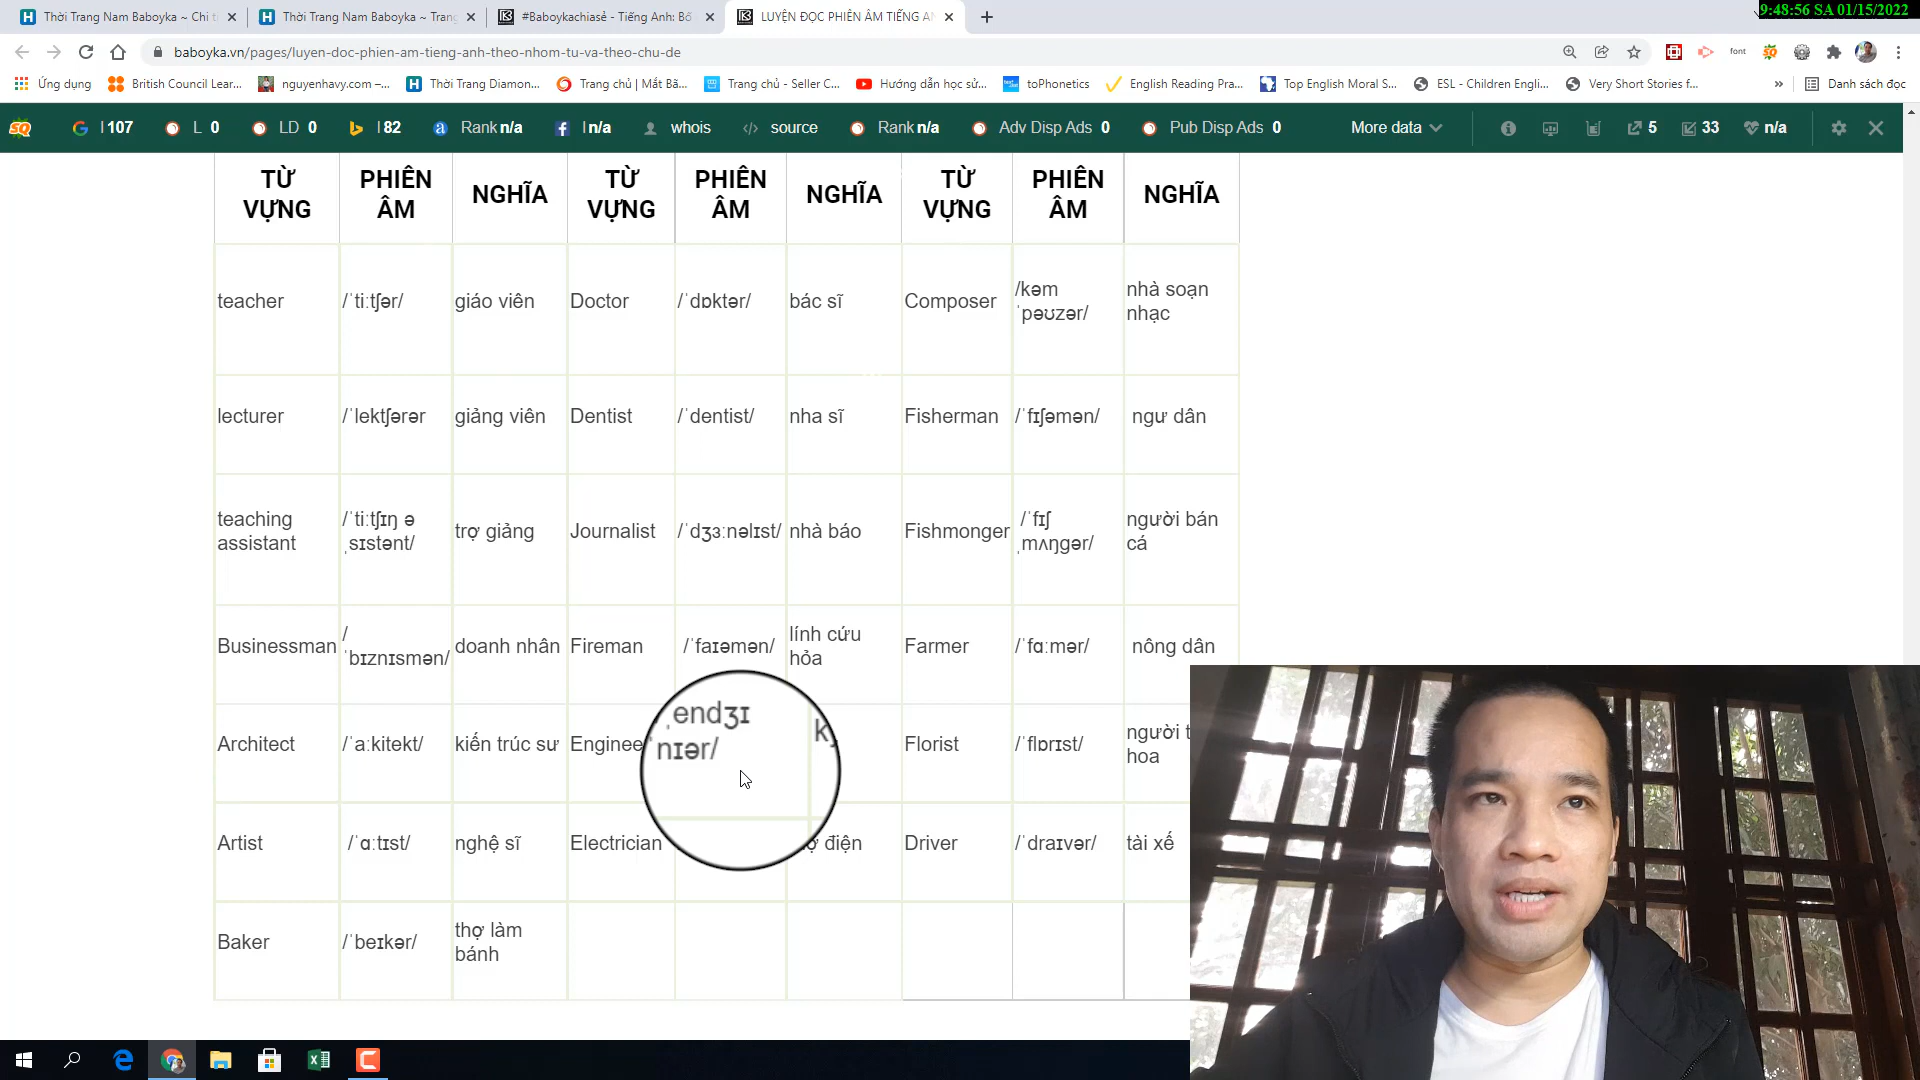 9:48:56 SA 01/15/2022
Thời Trang Nam Baboyka ~ Chi t
Thời Trang Nam Baboyka ~ Tran
#Baboykachiasẻ - Tiếng Anh: Bố
LUYỆN ĐỌC PHIÊN ÂM TIẾNG A
baboyka.vn/pages/luyen-doc-phien-am-tieng-anh-theo-nhom-tu-va-theo-chu-de
font
Ứng dụng
British Council Lear...
nguyenhavy.com –...
Thời Trang Diamon...
Trang chủ | Mắt Bã...
Trang chủ - Seller C...
Hướng dẫn học sử...
toPhonetics
English Reading Pra...
Top English Moral S...
ESL - Children Engli...
Very Short Stories f...
»
Danh sách đọc
I 107
L 0
LD 0
I 82
Rank n/a
I n/a
whois
source
Rank n/a
Adv Disp Ads 0
Pub Disp Ads 0
More data
5
33
n/a
TỪ VỰNG PHIÊN ÂM NGHĨA TỪ VỰNG PHIÊN ÂM NGHĨA TỪ VỰNG PHIÊN ÂM NGHĨA
teacher /ˈtiːtʃər/ giáo viên Doctor /ˈdɒktər/ bác sĩ Composer /kəmˈpəʊzər/ nhà soạn nhạc
lecturer /ˈlektʃərər giảng viên Dentist /ˈdentist/ nha sĩ Fisherman /ˈfɪʃəmən/ ngư dân
teaching assistant /ˈtiːtʃɪŋ əˌsɪstənt/ trợ giảng Journalist /ˈdʒɜːnəlɪst/ nhà báo Fishmonger /ˈfɪʃˌmʌŋgər/ người bán cá
Businessman /ˈbɪznɪsmən/ doanh nhân Fireman /ˈfaɪəmən/ lính cứu hỏa Farmer /ˈfɑːmər/ nông dân
Architect /ˈaːkitekt/ kiến trúc sư Enginee ˌendʒɪ nɪər/ Florist /ˈflɒrɪst/ người t hoa
Artist /ˈɑːtɪst/ nghệ sĩ Electrician điện Driver /ˈdraɪvər/ tài xế
Baker /ˈbeɪkər/ thợ làm bánh